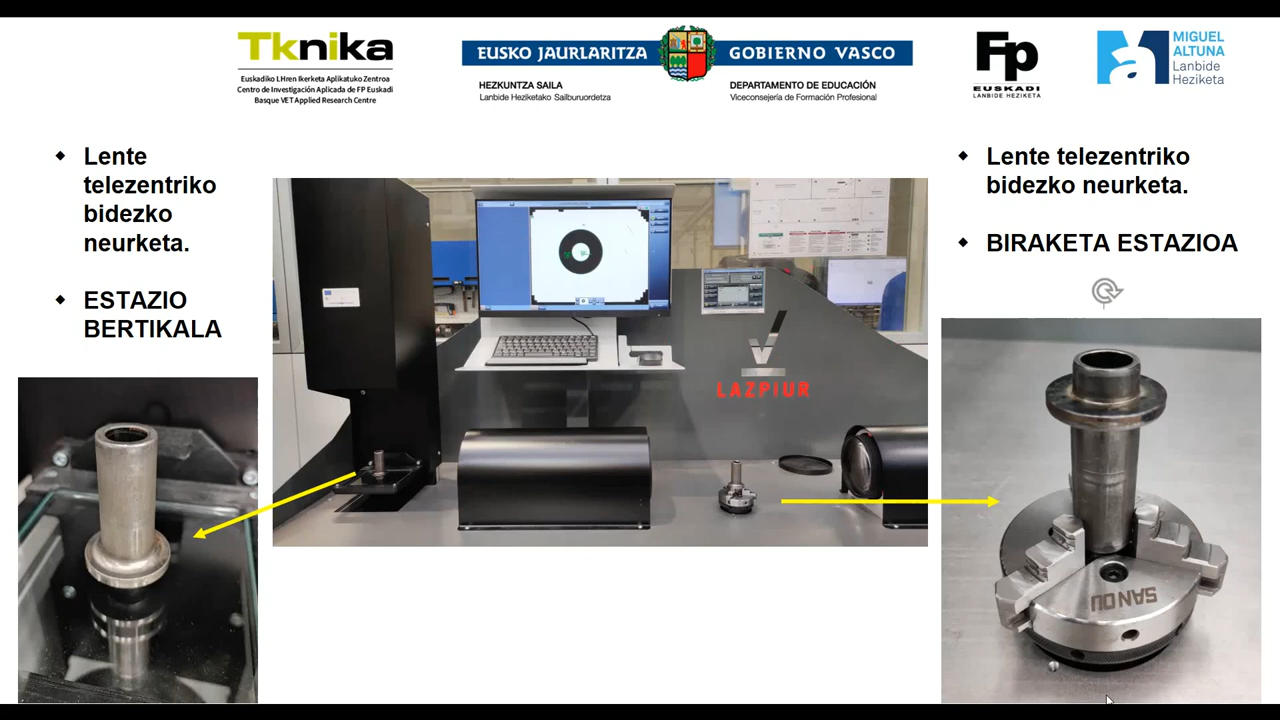 Tknika
Euskadiko LHren Ikerketa Aplikatuko Zentroa
Centro de Investigación Aplicada de FP Euskadi
Basque VET Applied Research Centre
EUSKO JAURLARITZA
GOBIERNO VASCO
HEZKUNTZA SAILA
Lanbide Heziketako Sailburuordetza
DEPARTAMENTO DE EDUCACIÓN
Viceconsejería de Formación Profesional
Fp
EUSKADI
LANBIDE HEZIKETA
MIGUEL
ALTUNA
Lanbide
Heziketa
Lente
telezentriko
bidezko
neurketa.
ESTAZIO
BERTIKALA
LAZPIUR
Lente telezentriko
bidezko neurketa.
BIRAKETA ESTAZIOA
SANOU